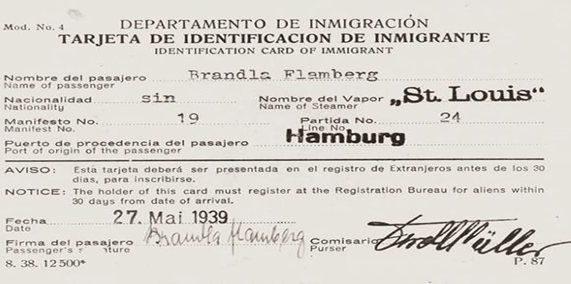 Mod. No. 4
DEPARTAMENTO DE INMIGRACIÓN
TARJETA DE IDENTIFICACION DE INMIGRANTE
IDENTIFICATION CARD OF IMMIGRANT
Nombre del pasajero Brandla Flamberg
Name of passenger
Nacionalidad sin Nombre del Vapor „St. Louis“
Nationality Name of Steamer
Manifesto No. 19 Partida No. 24
Manifest No. Line No.
Puerto de procedencia del pasajero Hamburg
Port of origin of the passenger
AVISO: Esta tarjeta deberá ser presentada en el registro de Extranjeros antes de los 30
días, para inscribirse.
NOTICE: The holder of this card must register at the Registration Bureau for aliens within
30 days from date of arrival.
Fecha 27. Mai 1939
Date
Firma del pasajero Brandla Flamberg Comisario Müller
Passenger's Purser
8. 38. 12500* P. 87